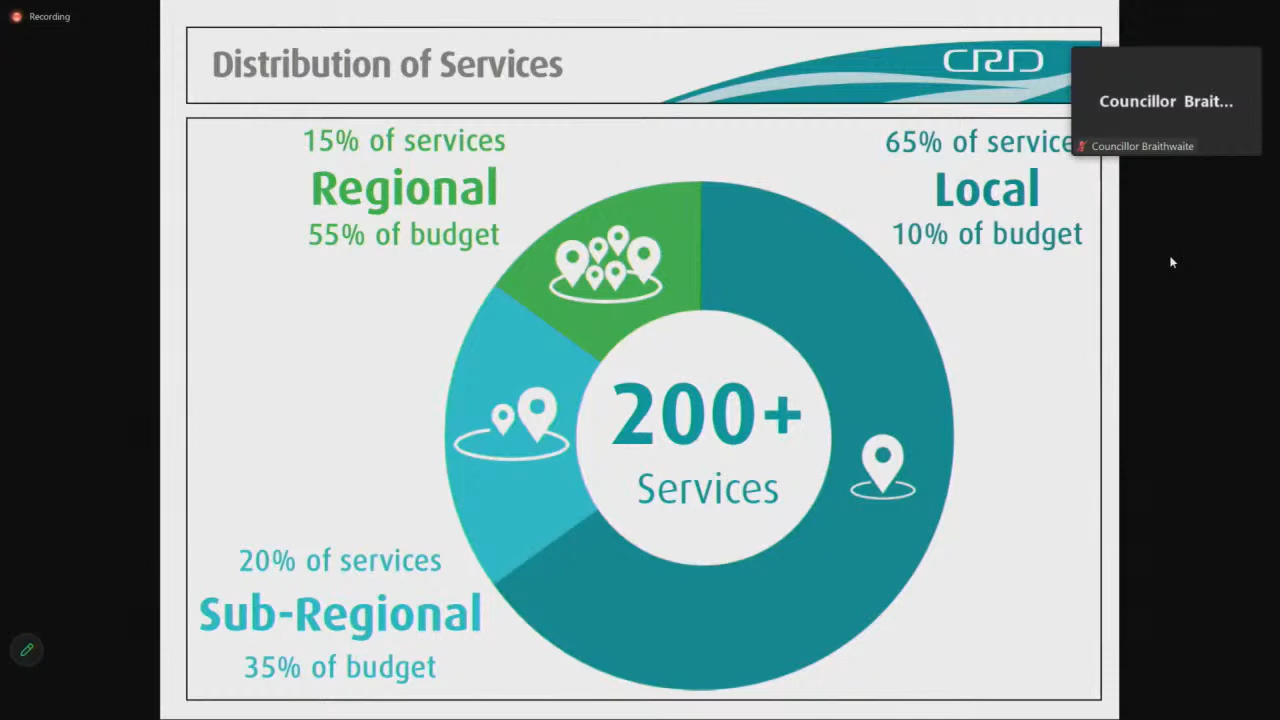 Recording
Distribution of Services
CRD
Councillor Brait...
Councillor Braithwaite
15% of services
Regional
55% of budget
65% of service
Local
10% of budget
200+
Services
20% of services
Sub-Regional
35% of budget